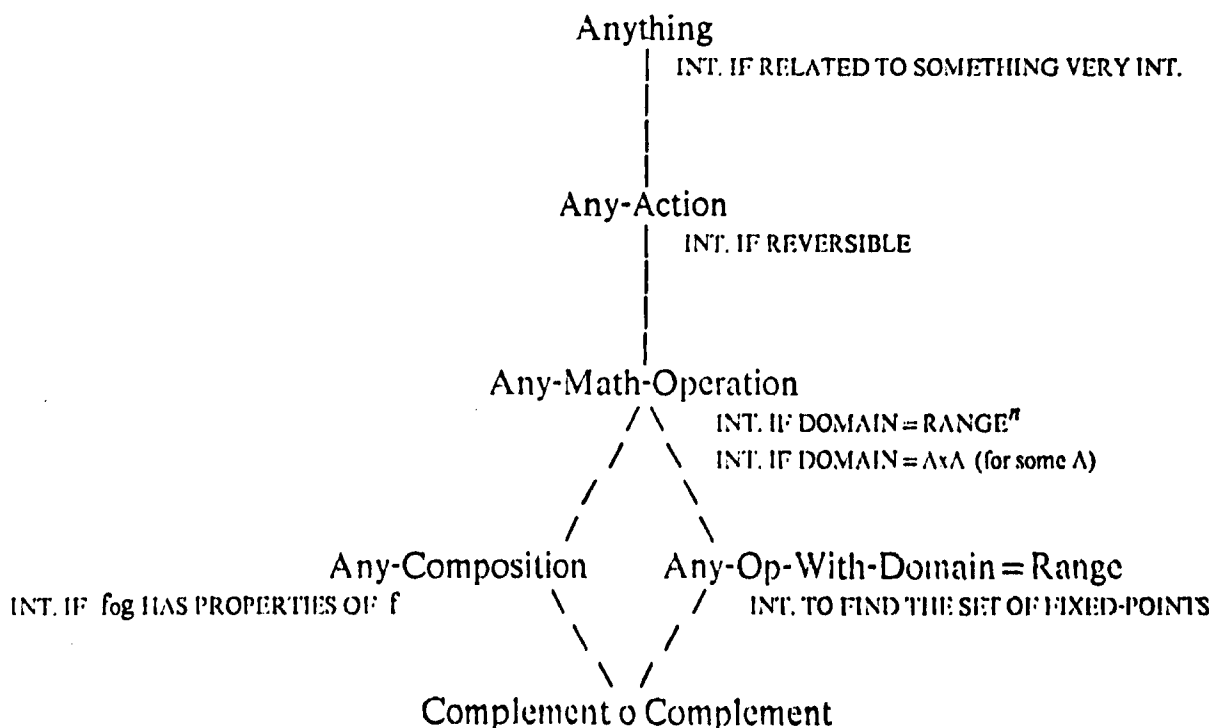 Anything
INT. IF RELATED TO SOMETHING VERY INT.
Any-Action
INT. IF REVERSIBLE
Any-Math-Operation
INT. IF DOMAIN = RANGEⁿ
INT. IF DOMAIN = AxA (for some A)
Any-Composition
Any-Op-With-Domain = Range
INT. IF fog HAS PROPERTIES OF f
INT. TO FIND THE SET OF FIXED-POINTS
Complement o Complement